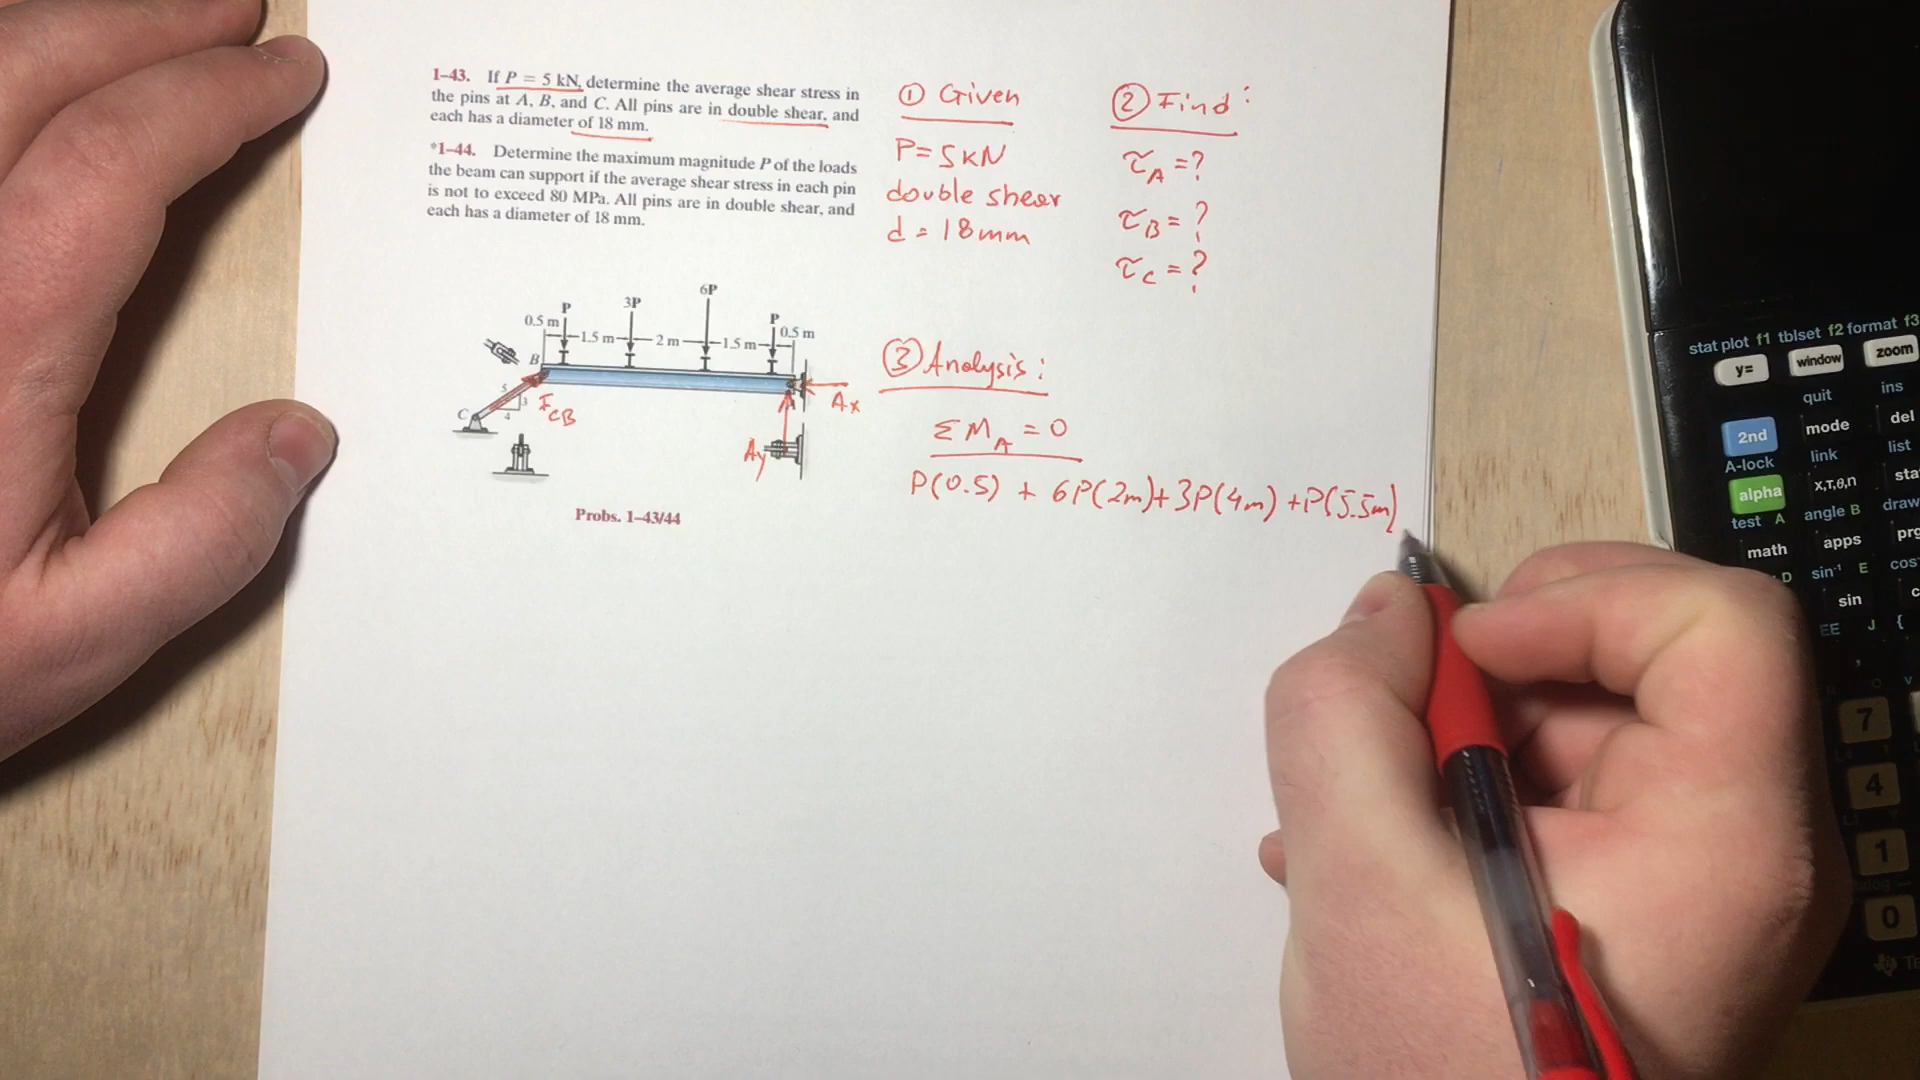 1–43. If P = 5 kN, determine the average shear stress in
the pins at A, B, and C. All pins are in double shear, and
each has a diameter of 18 mm.
*1–44. Determine the maximum magnitude P of the loads
the beam can support if the average shear stress in each pin
is not to exceed 80 MPa. All pins are in double shear, and
each has a diameter of 18 mm.
① Given
P = 5 KN
double shear
d = 18mm
② Find:
τA = ?
τB = ?
τC = ?
6P
3P
P
P
0.5 m
1.5 m
2 m
1.5 m
0.5 m
B
5
3
4
C
FCB
A
Ax
Ay
Probs. 1–43/44
③ Analysis:
ΣMA = 0
P(0.5) + 6P(2m) + 3P(4m) + P(5.5m)
stat plot f1 tblset f2 format f3
y= window zoom
quit ins
2nd mode del
A-lock link list
alpha X,T,θ,n sta
test A angle B draw
math apps prg
D sin⁻¹ E cos
sin c
EE J {
,
O V
7
4
1
0